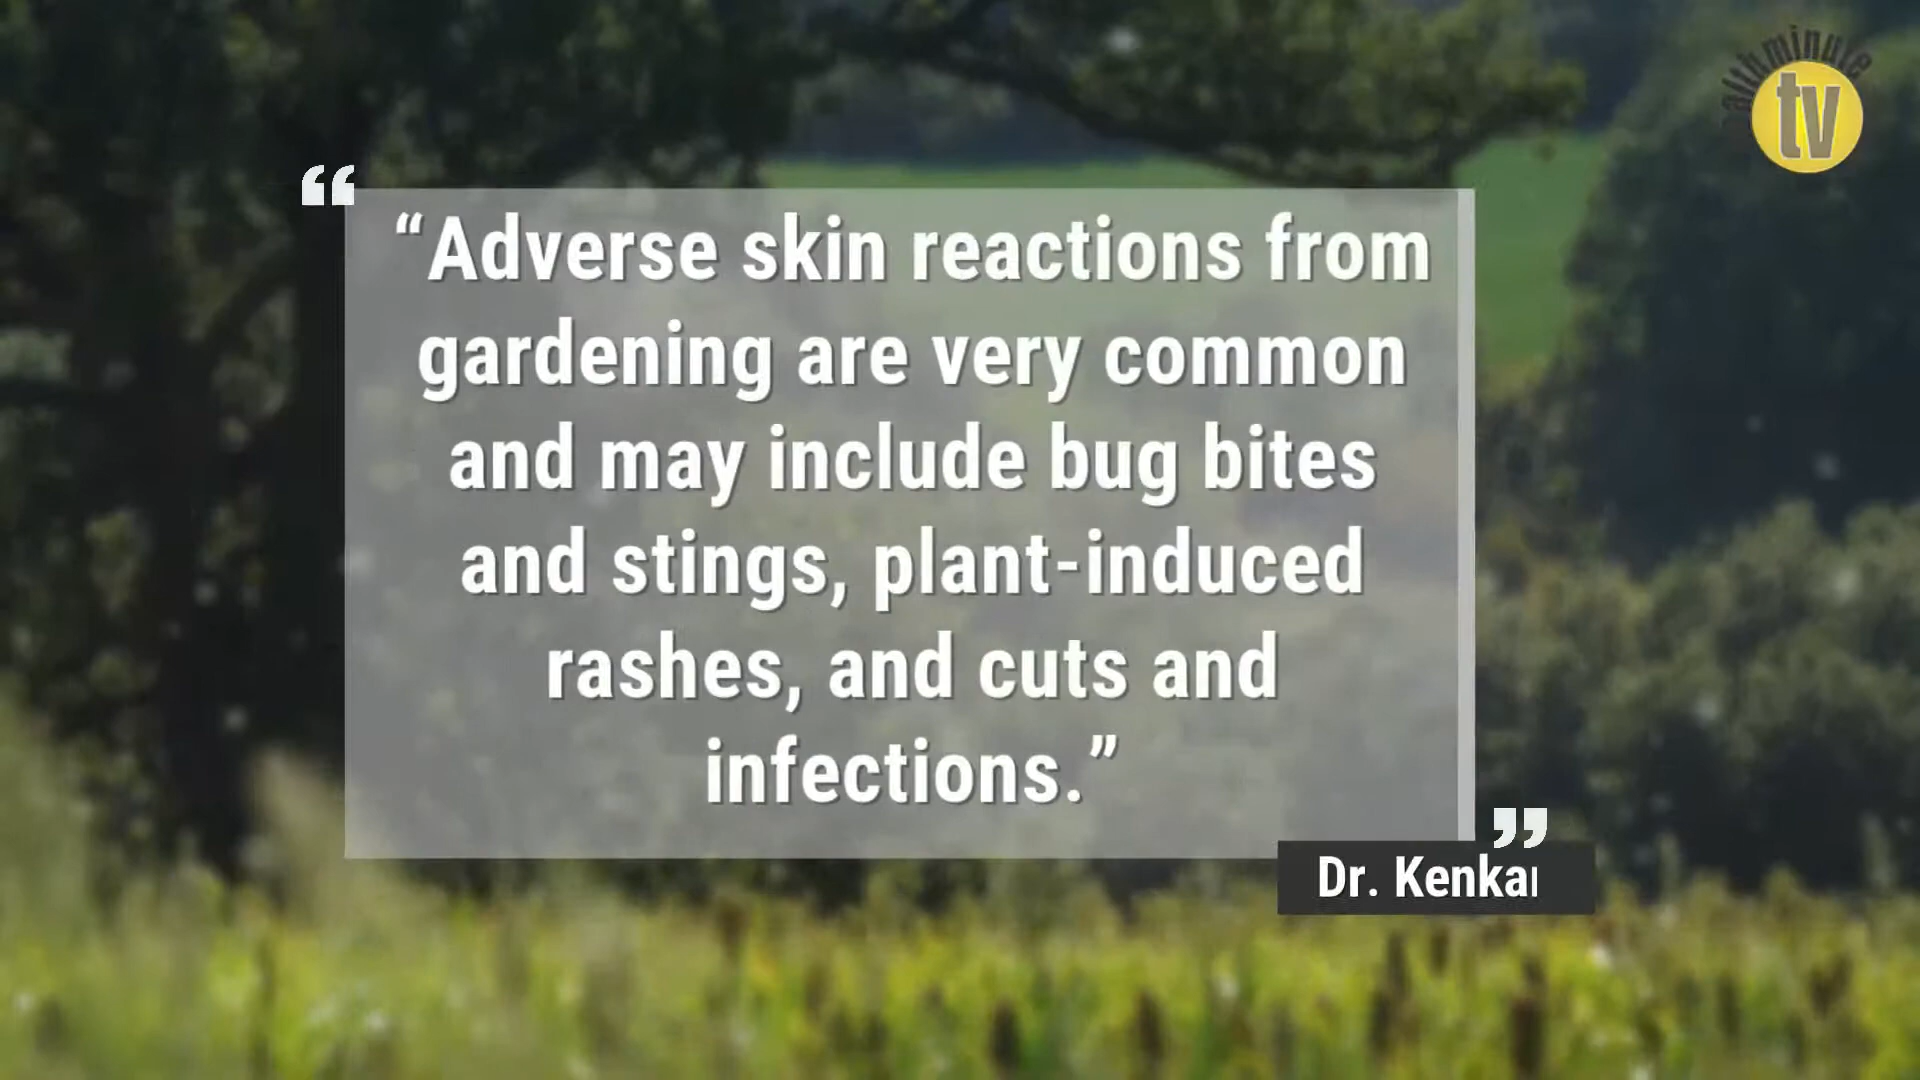 “Adverse skin reactions from
gardening are very common
and may include bug bites
and stings, plant-induced
rashes, and cuts and
infections.”
Dr.
tv